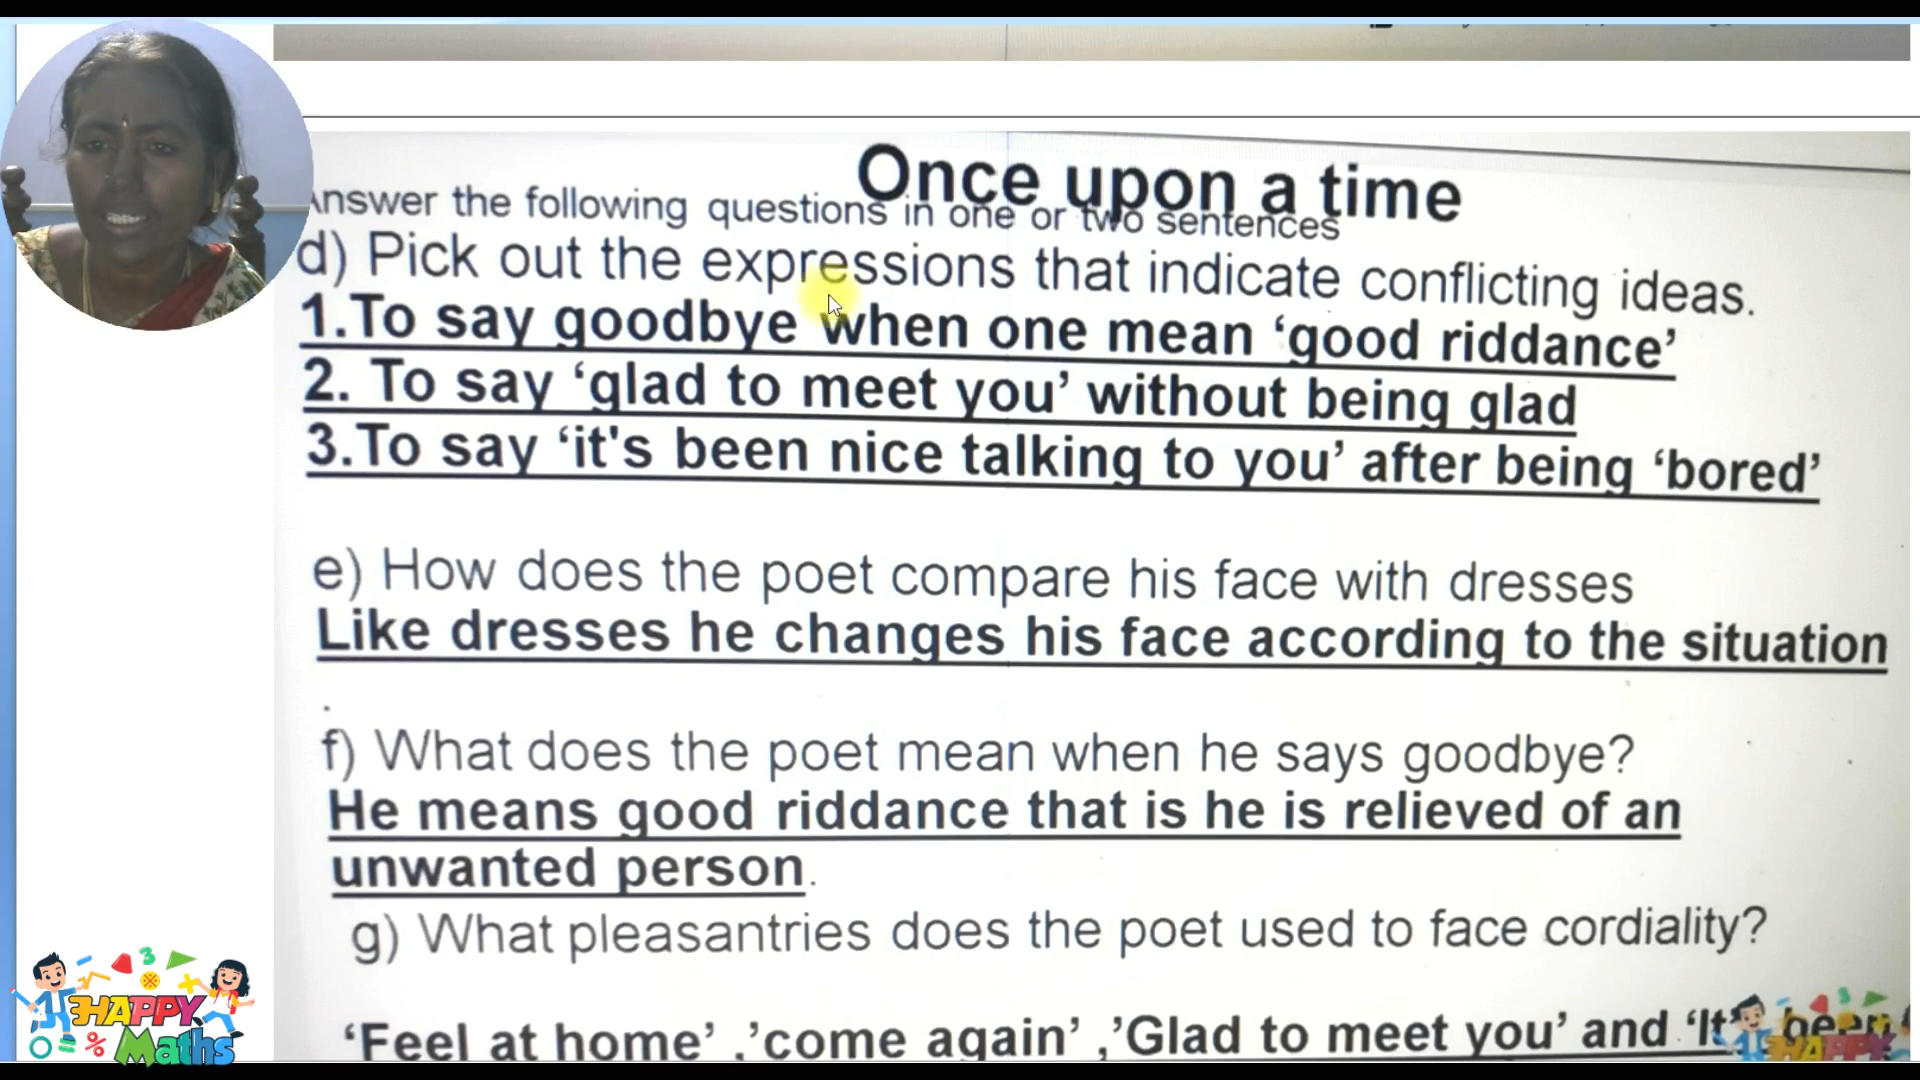 Once upon a time
Answer the following questions in one or two sentences
d) Pick out the expressions that indicate conflicting ideas.
1.To say goodbye when one mean ‘good riddance’
2. To say ‘glad to meet you’ without being glad
3.To say ‘it's been nice talking to you’ after being ‘bored’
e) How does the poet compare his face with dresses
Like dresses he changes his face according to the situation
.
f) What does the poet mean when he says goodbye?
He means good riddance that is he is relieved of an
unwanted person.
g) What pleasantries does the poet used to face cordiality?
‘Feel at home’ ,’come again’ ,’Glad to meet you’ and ‘It's been
HAPPY
Maths
HAPPY